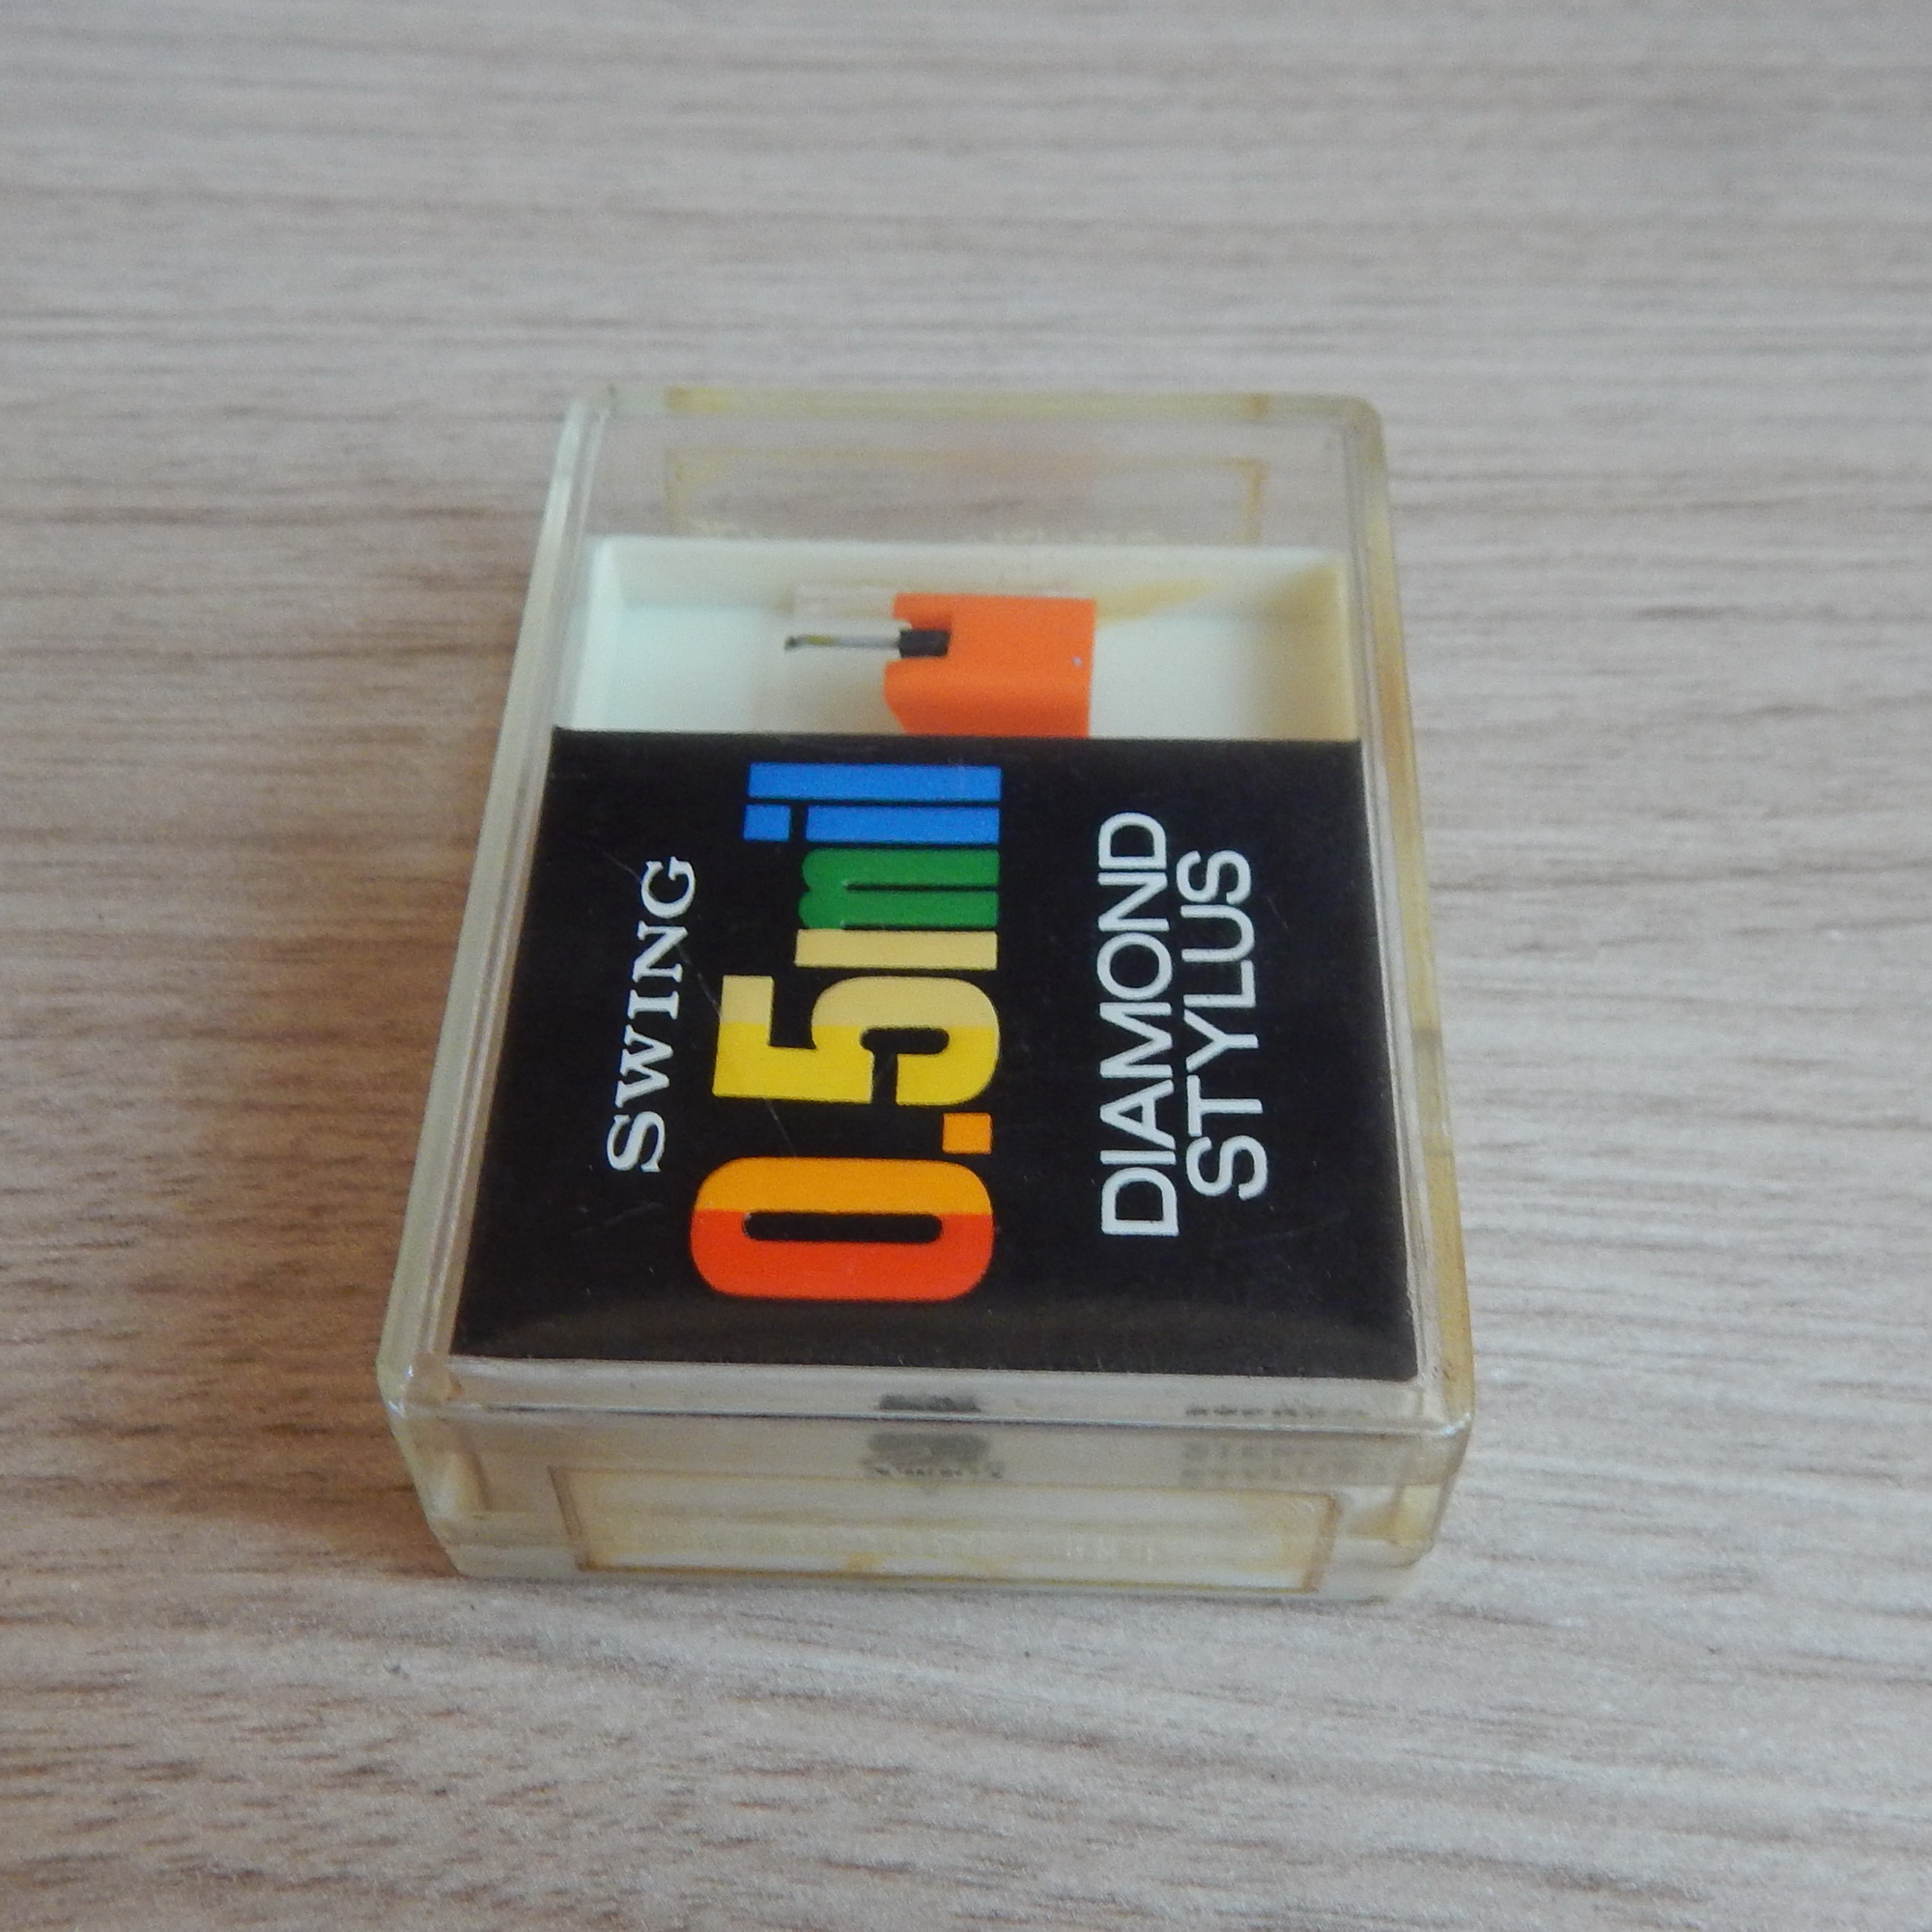 SWING
0.5mil
DIAMOND
STYLUS